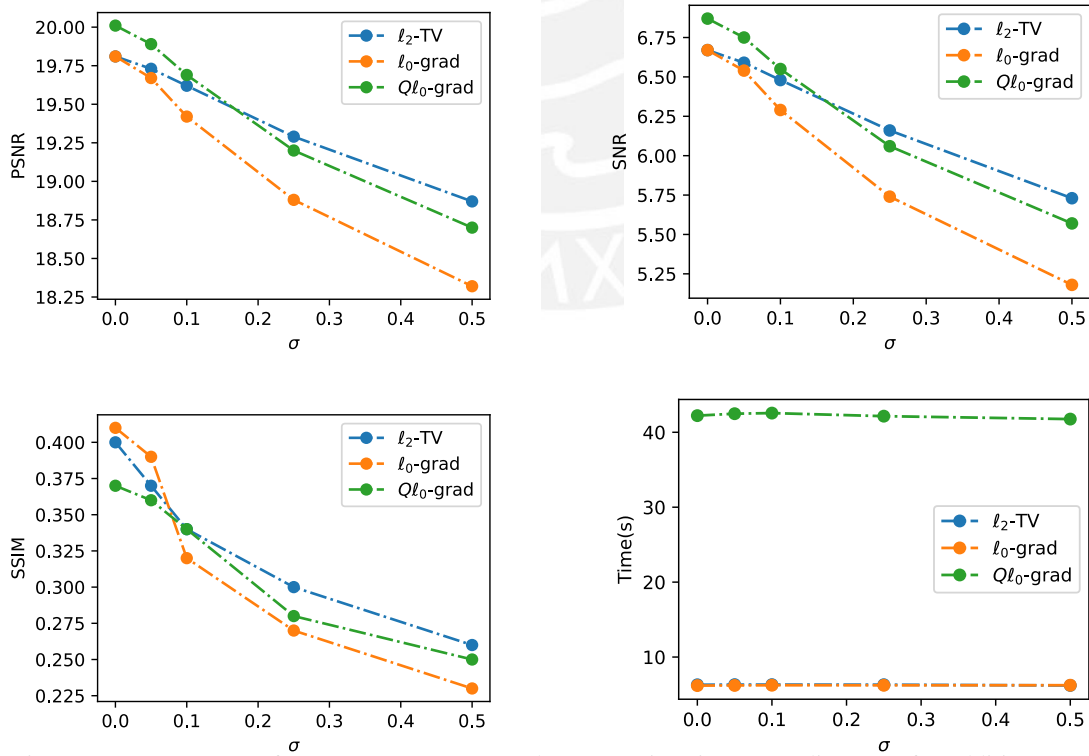 20.00
19.75
19.50
19.25
19.00
18.75
18.50
18.25
PSNR
0.0 0.1 0.2 0.3 0.4 0.5
σ
ℓ₂-TV
ℓ₀-grad
Qℓ₀-grad
6.75
6.50
6.25
6.00
5.75
5.50
5.25
SNR
0.0 0.1 0.2 0.3 0.4 0.5
σ
ℓ₂-TV
ℓ₀-grad
Qℓ₀-grad
MX
0.400
0.375
0.350
0.325
0.300
0.275
0.250
0.225
SSIM
0.0 0.1 0.2 0.3 0.4 0.5
σ
ℓ₂-TV
ℓ₀-grad
Qℓ₀-grad
40
30
20
10
Time(s)
0.0 0.1 0.2 0.3 0.4 0.5
σ
ℓ₂-TV
ℓ₀-grad
Qℓ₀-grad